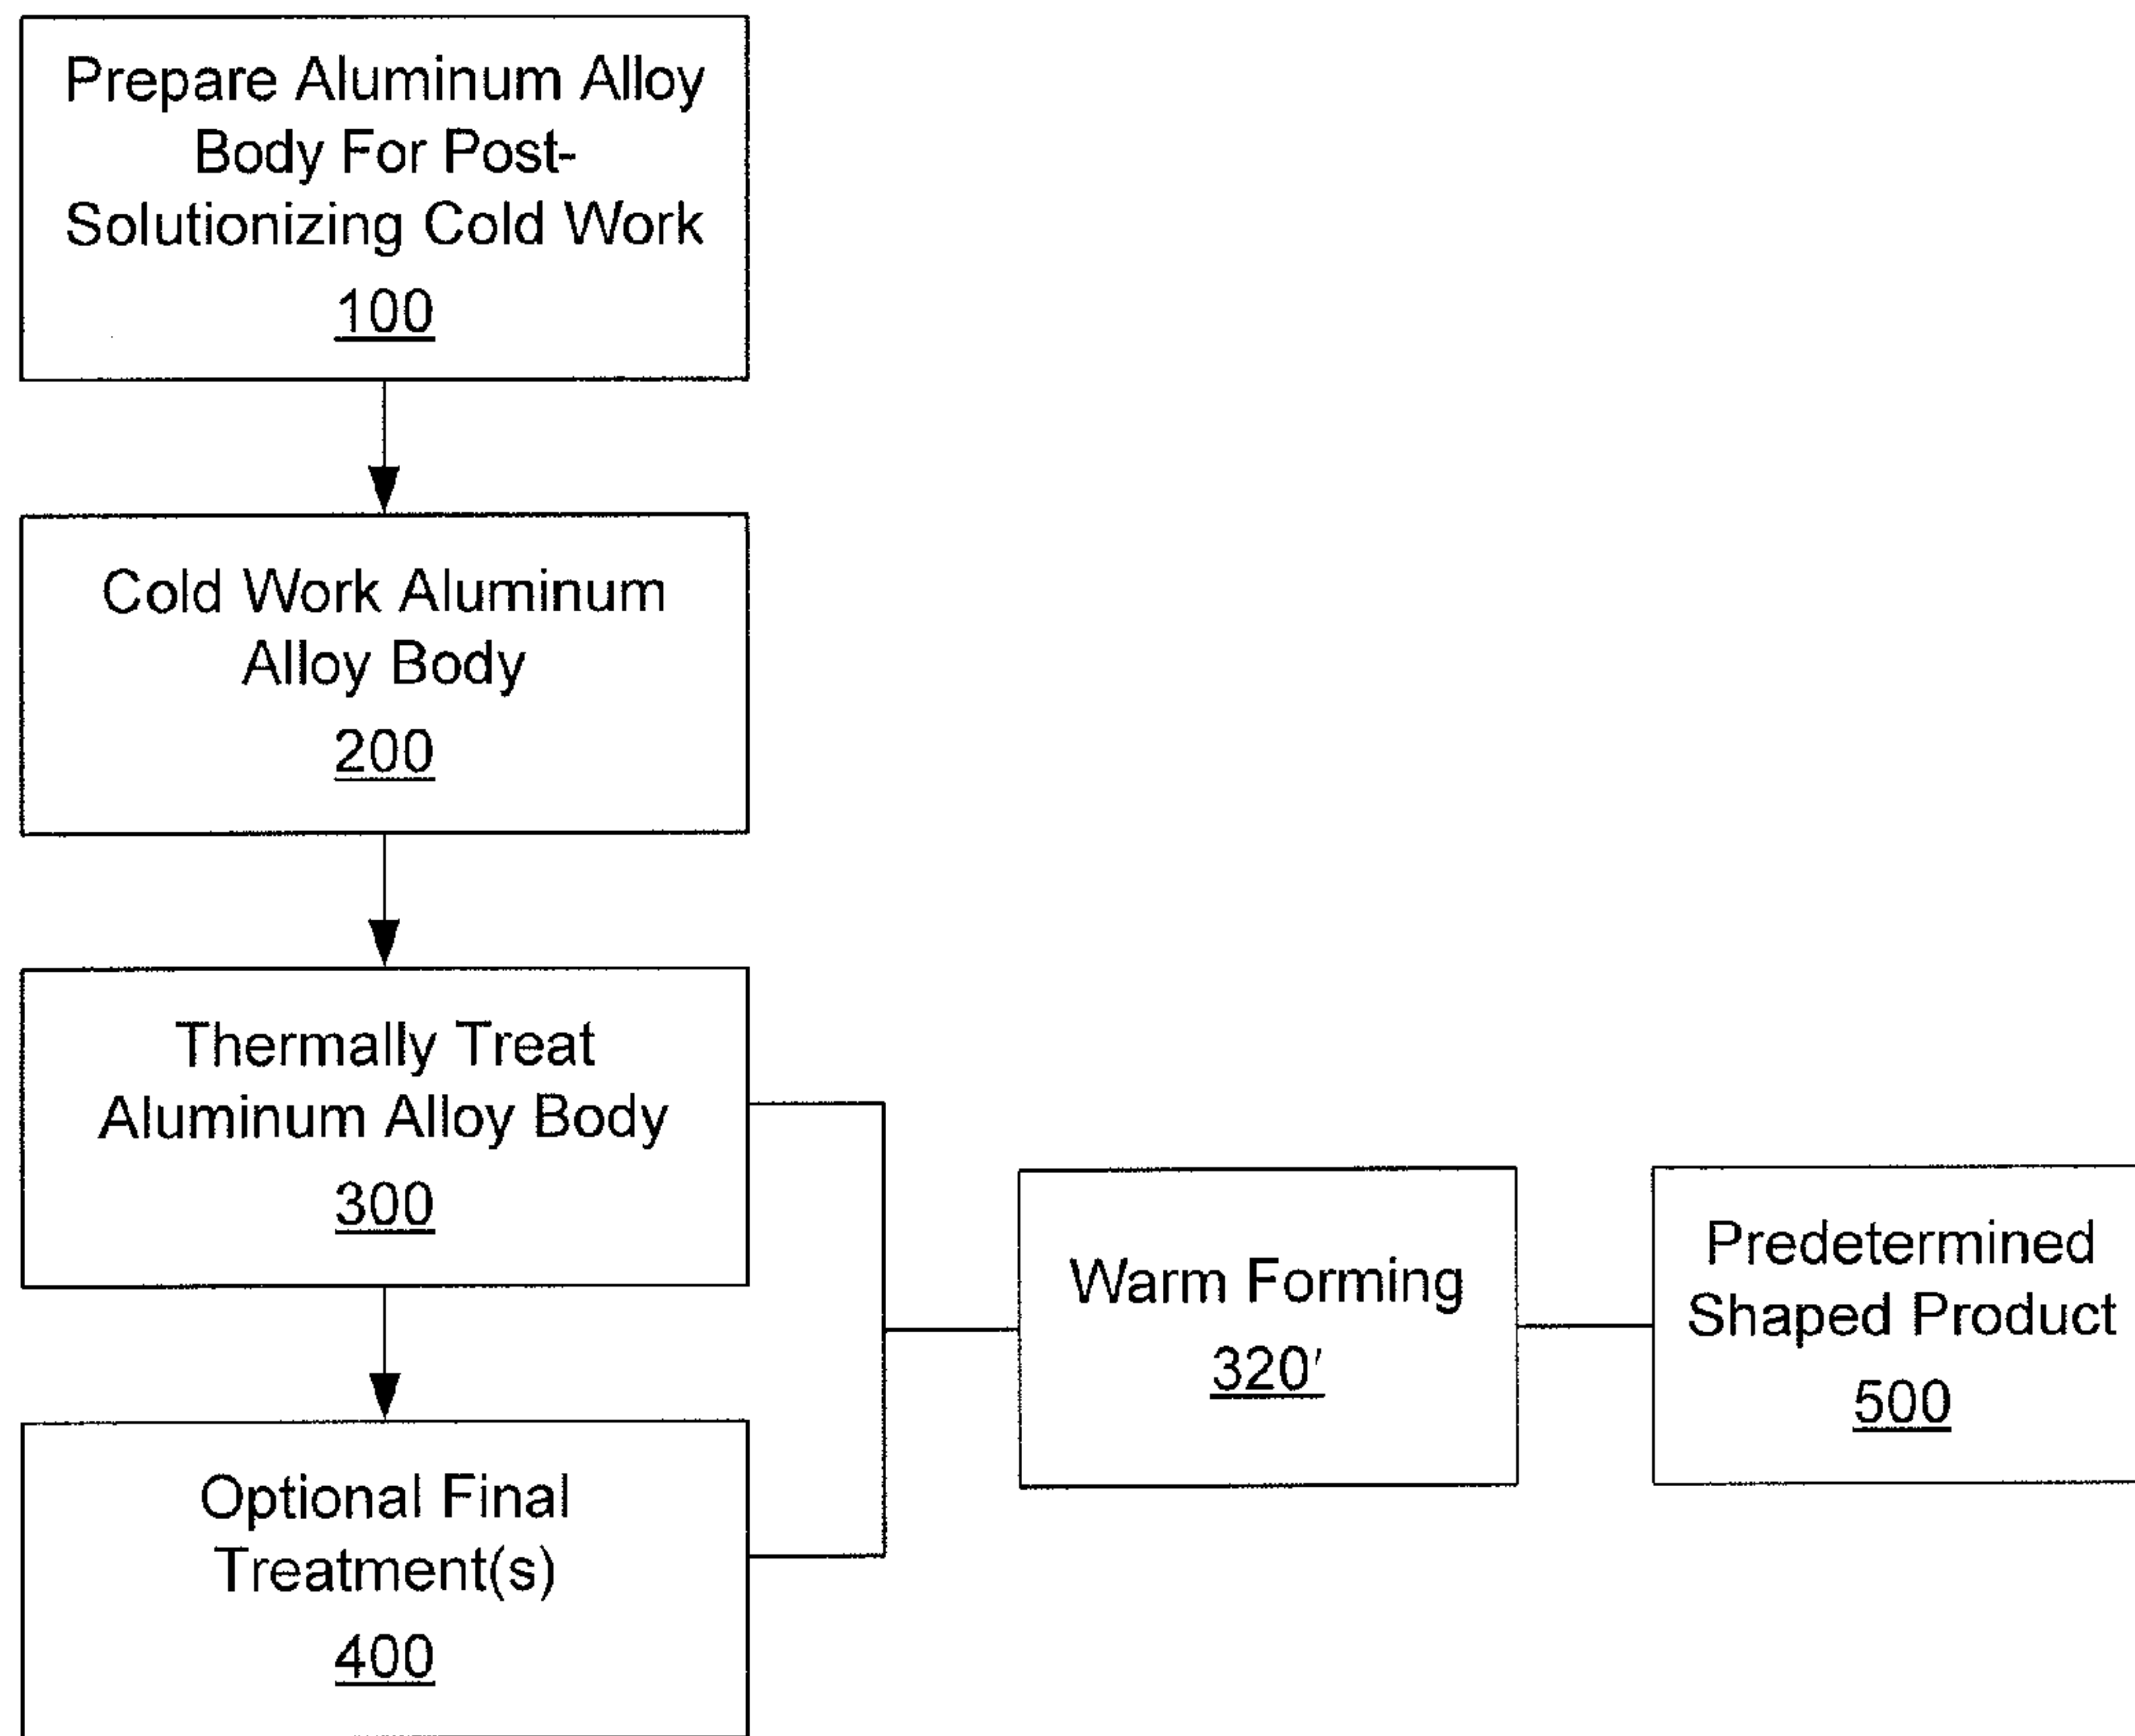 Prepare Aluminum Alloy
Body For Post-
Solutionizing Cold Work
100
Cold Work Aluminum
Alloy Body
200
Thermally Treat
Aluminum Alloy Body
300
Optional Final
Treatment(s)
400
Warm Forming
320'
Predetermined
Shaped Product
500